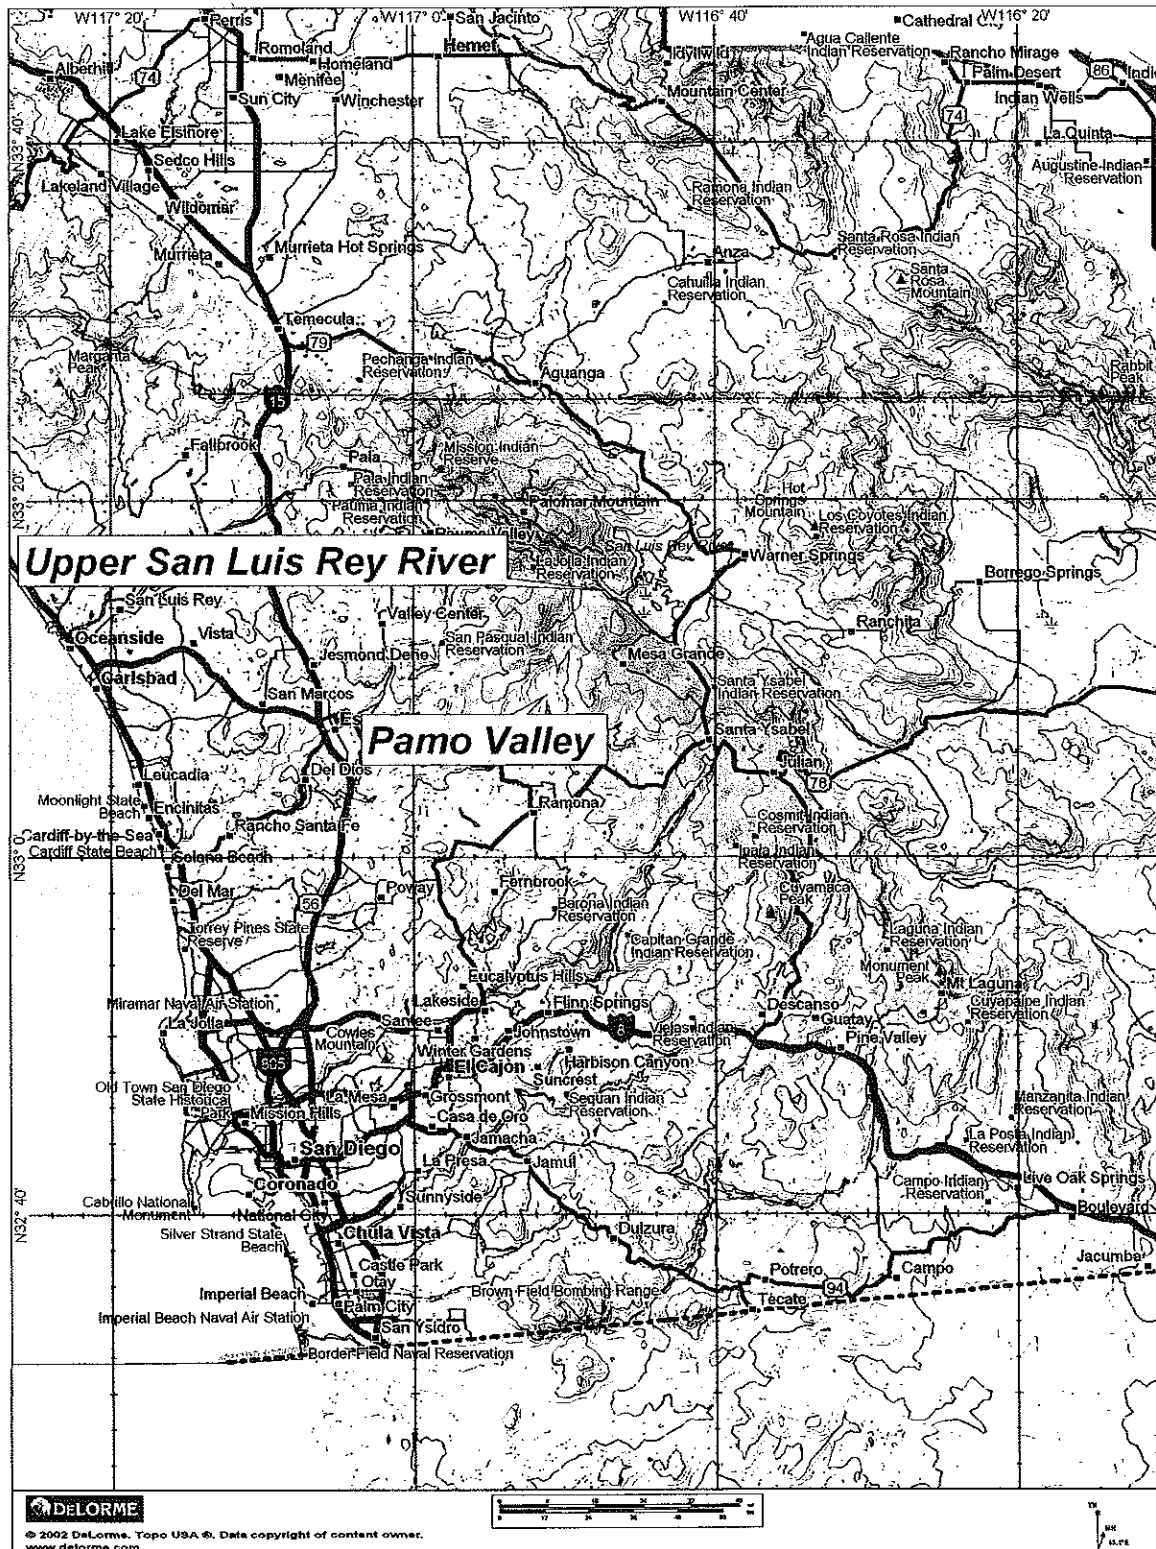 W117° 20'
W117° 0'
W116° 40'
W116° 20'
Perris
San Jacinto
Cathedral City
Romoland
Hemet
Idyllwild
Agua Caliente
Indian Reservation
Rancho Mirage
Alberhill
74
Homeland
Menifee
Palm Desert
86
Sun City
Winchester
Mountain Center
Indian Wells
74
N33° 40'
Lake Elsinore
La Quinta
Sedco Hills
Augustine Indian
Reservation
Lakeland Village
Ramona Indian
Reservation
Wildomar
Murrieta Hot Springs
Santa Rosa Indian
Reservation
Murrieta
Anza
Santa
Rosa
Mountain
Cahuilla Indian
Reservation
Temecula
79
Margarita
Peak
Pechanga Indian
Reservation
Aguanga
Rabbit
Peak
15
Fallbrook
Mission Indian
Reserve
Pala
Pala Indian
Reservation
Hot
Springs
Mountain
N33° 20'
Palomar Mountain
Pauma Indian
Reservation
Los Coyotes Indian
Reservation
Pauma Valley
San Luis Rey River
Warner Springs
Upper San Luis Rey River
La Jolla Indian
Reservation
Borrego Springs
San Luis Rey
Valley Center
Oceanside
Vista
San Pasqual Indian
Reservation
Ranchita
Jesmond Dene
Mesa Grande
Carlsbad
Santa Ysabel
Indian Reservation
San Marcos
Es
Pamo Valley
Santa Ysabel
Del Dios
Julian
78
Leucadia
Moonlight State
Beach
Encinitas
Ramona
Cosmit Indian
Reservation
Cardiff-by-the-Sea
Rancho Santa Fe
Cardiff State Beach
Inaja Indian
Reservation
N33° 0'
Solana Beach
Cuyamaca
Peak
Del Mar
Poway
Fernbrook
56
Barona Indian
Reservation
Torrey Pines State
Reserve
Laguna Indian
Reservation
Capitan Grande
Indian Reservation
Monument
Peak
Eucalyptus Hills
Mt Laguna
Miramar Naval Air Station
Lakeside
Flinn Springs
Descanso
Cuyapaipe Indian
Reservation
La Jolla
Santee
Guatay
Cowles
Mountain
Johnstown
8
Viejas Indian
Reservation
Pine Valley
Winter Gardens
Harbison Canyon
805
El Cajon
Suncrest
Old Town San Diego
State Historical
Park
La Mesa
Grossmont
Sequan Indian
Reservation
Manzanita Indian
Reservation
Mission Hills
Casa de Oro
Jamacha
La Posta Indian
Reservation
San Diego
La Presa
Jamul
Coronado
Campo Indian
Reservation
Live Oak Springs
Cabrillo National
Monument
Sunnyside
N32° 40'
National City
Boulevard
Silver Strand State
Beach
Chula Vista
Dulzura
Jacumba
Castle Park
Otay
Potrero
Campo
Imperial Beach
Brown Field Bombing Range
94
Palm City
Tecate
Imperial Beach Naval Air Station
San Ysidro
Border Field Naval Reservation
DELORME
© 2002 DeLorme. Topo USA ®. Data copyright of content owner.
www.delorme.com
TN
MN